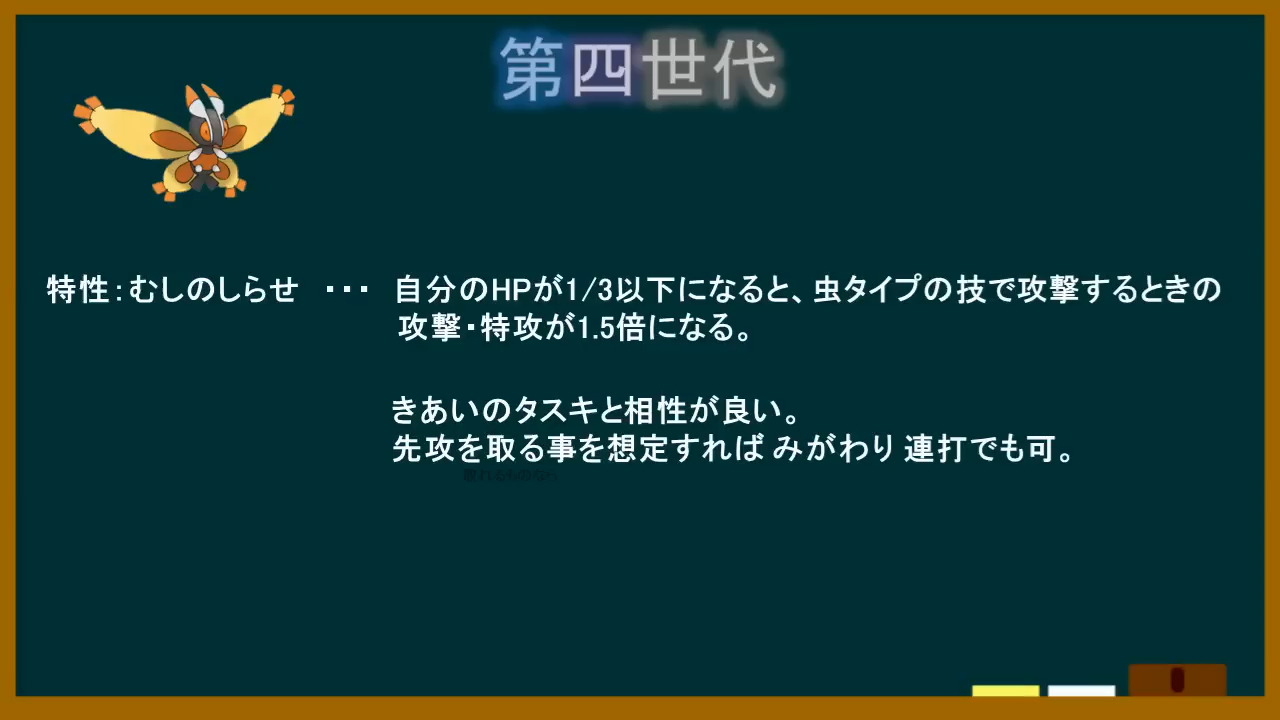 第四世代
特性：むしのしらせ ・・・ 自分のHPが1/3以下になると、虫タイプの技で攻撃するときの
攻撃・特攻が1.5倍になる。
きあいのタスキと相性が良い。
先攻を取る事を想定すれば みがわり 連打でも可。